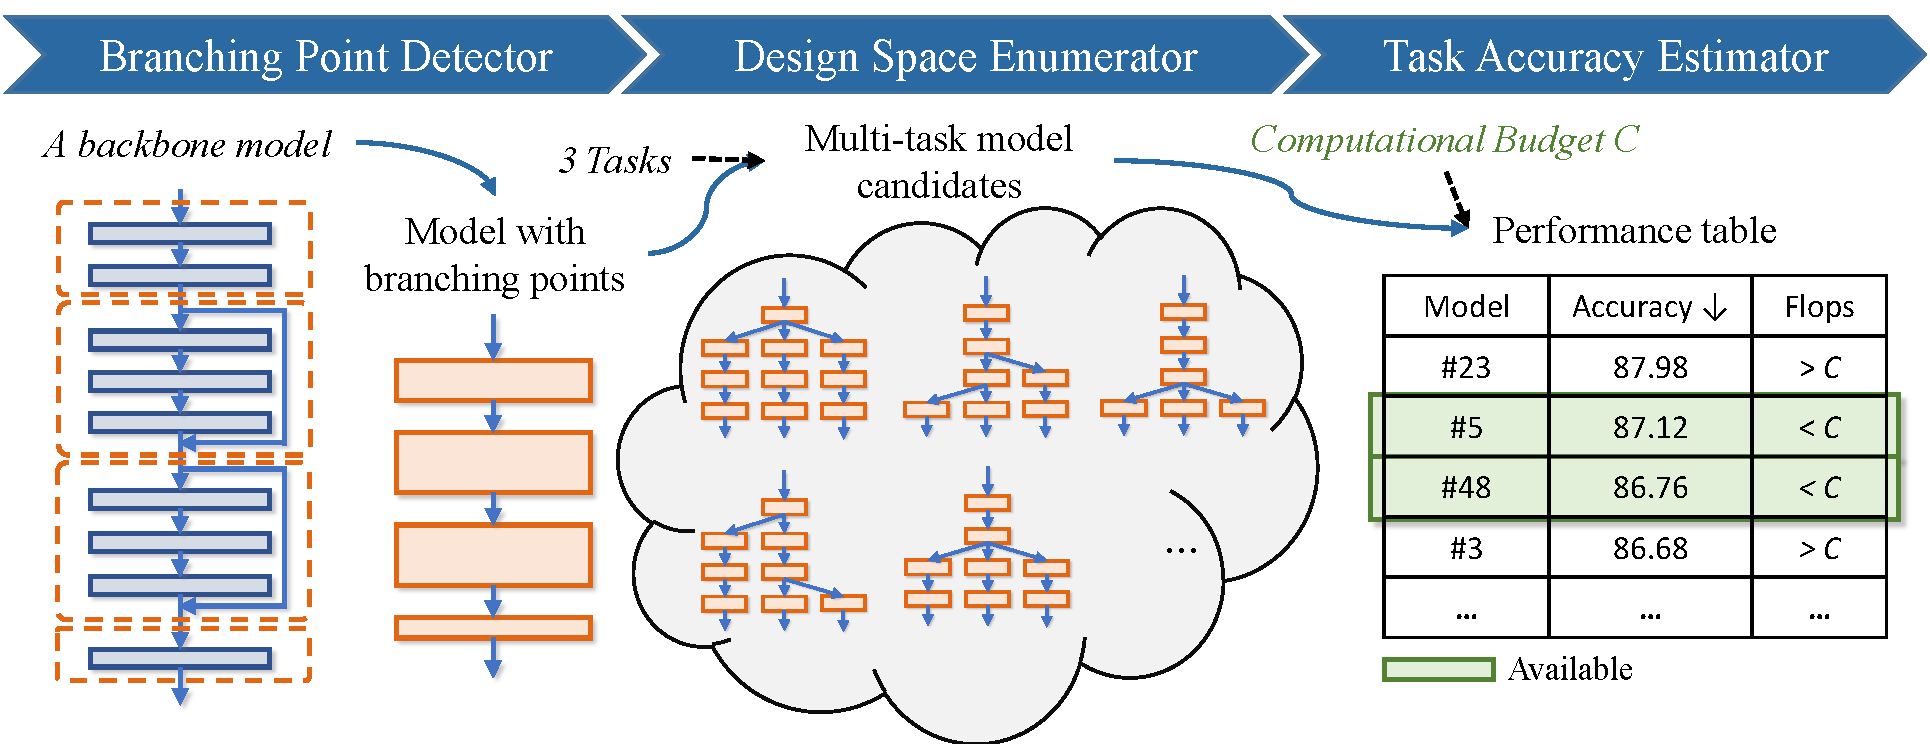 Branching Point Detector
Design Space Enumerator
Task Accuracy Estimator
A backbone model
3 Tasks
Multi-task model
candidates
Computational Budget C
Model with
branching points
Performance table
Model Accuracy ↓ Flops
#23 87.98 > C
#5 87.12 < C
#48 86.76 < C
#3 86.68 > C
... ... ...
...
Available